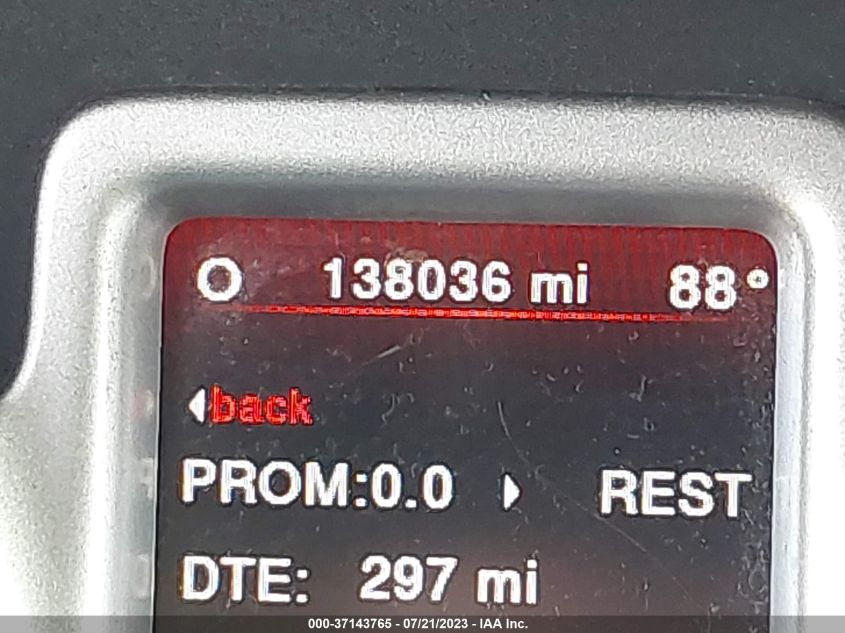 O 138036 mi 88°
back
PROM:0.0 REST
DTE: 297 mi
000-37143765 - 07/21/2023 - IAA Inc.